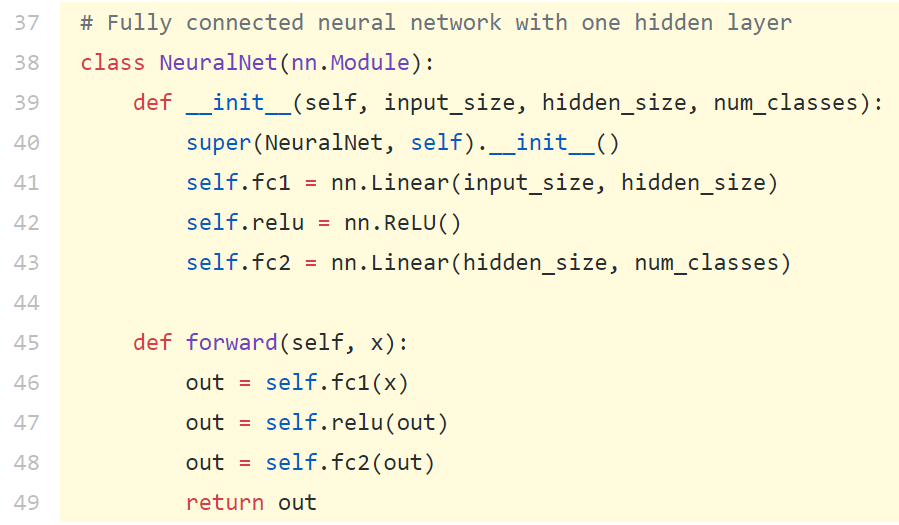 37 # Fully connected neural network with one hidden layer
38 class NeuralNet(nn.Module):
39     def __init__(self, input_size, hidden_size, num_classes):
40         super(NeuralNet, self).__init__()
41         self.fc1 = nn.Linear(input_size, hidden_size)
42         self.relu = nn.ReLU()
43         self.fc2 = nn.Linear(hidden_size, num_classes)
44
45     def forward(self, x):
46         out = self.fc1(x)
47         out = self.relu(out)
48         out = self.fc2(out)
49         return out